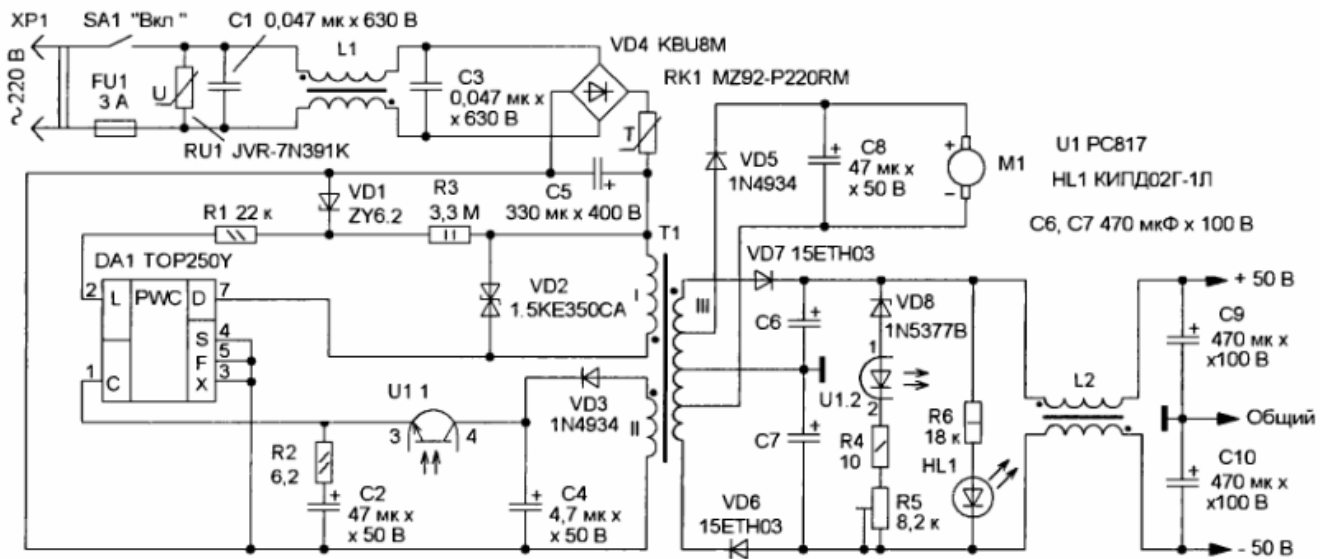 XP1
SA1 "Вкл "
C1 0,047 мк х 630 В
~220 В
FU1
3 А
U
RU1 JVR-7N391K
L1
C3
0,047 мк х
х 630 В
VD4 KBU8M
RK1 MZ92-P220RM
T
VD1
ZY6.2
R1 22 к
R3
3,3 М
C5
330 мк х 400 В
VD5
1N4934
C8
47 мк х
х 50 В
+
M1
−
U1 PC817
HL1 КИПД02Г-1Л
C6, C7 470 мкФ х 100 В
DA1 TOP250Y
2
L
PWC
D
7
S
4
F
5
X
3
1
C
VD2
1.5KE350CA
T1
I
II
III
VD7 15ETH03
+
C6
+
C7
VD8
1N5377B
1
U1.2
2
R4
10
R5
8,2 к
R6
18 к
HL1
L2
+ 50 В
C9
470 мк х
х100 В
Общий
C10
470 мк х
х100 В
- 50 В
U1 1
3
4
VD3
1N4934
R2
6,2
C2
47 мк х
х 50 В
C4
4,7 мк х
х 50 В
VD6
15ETH03